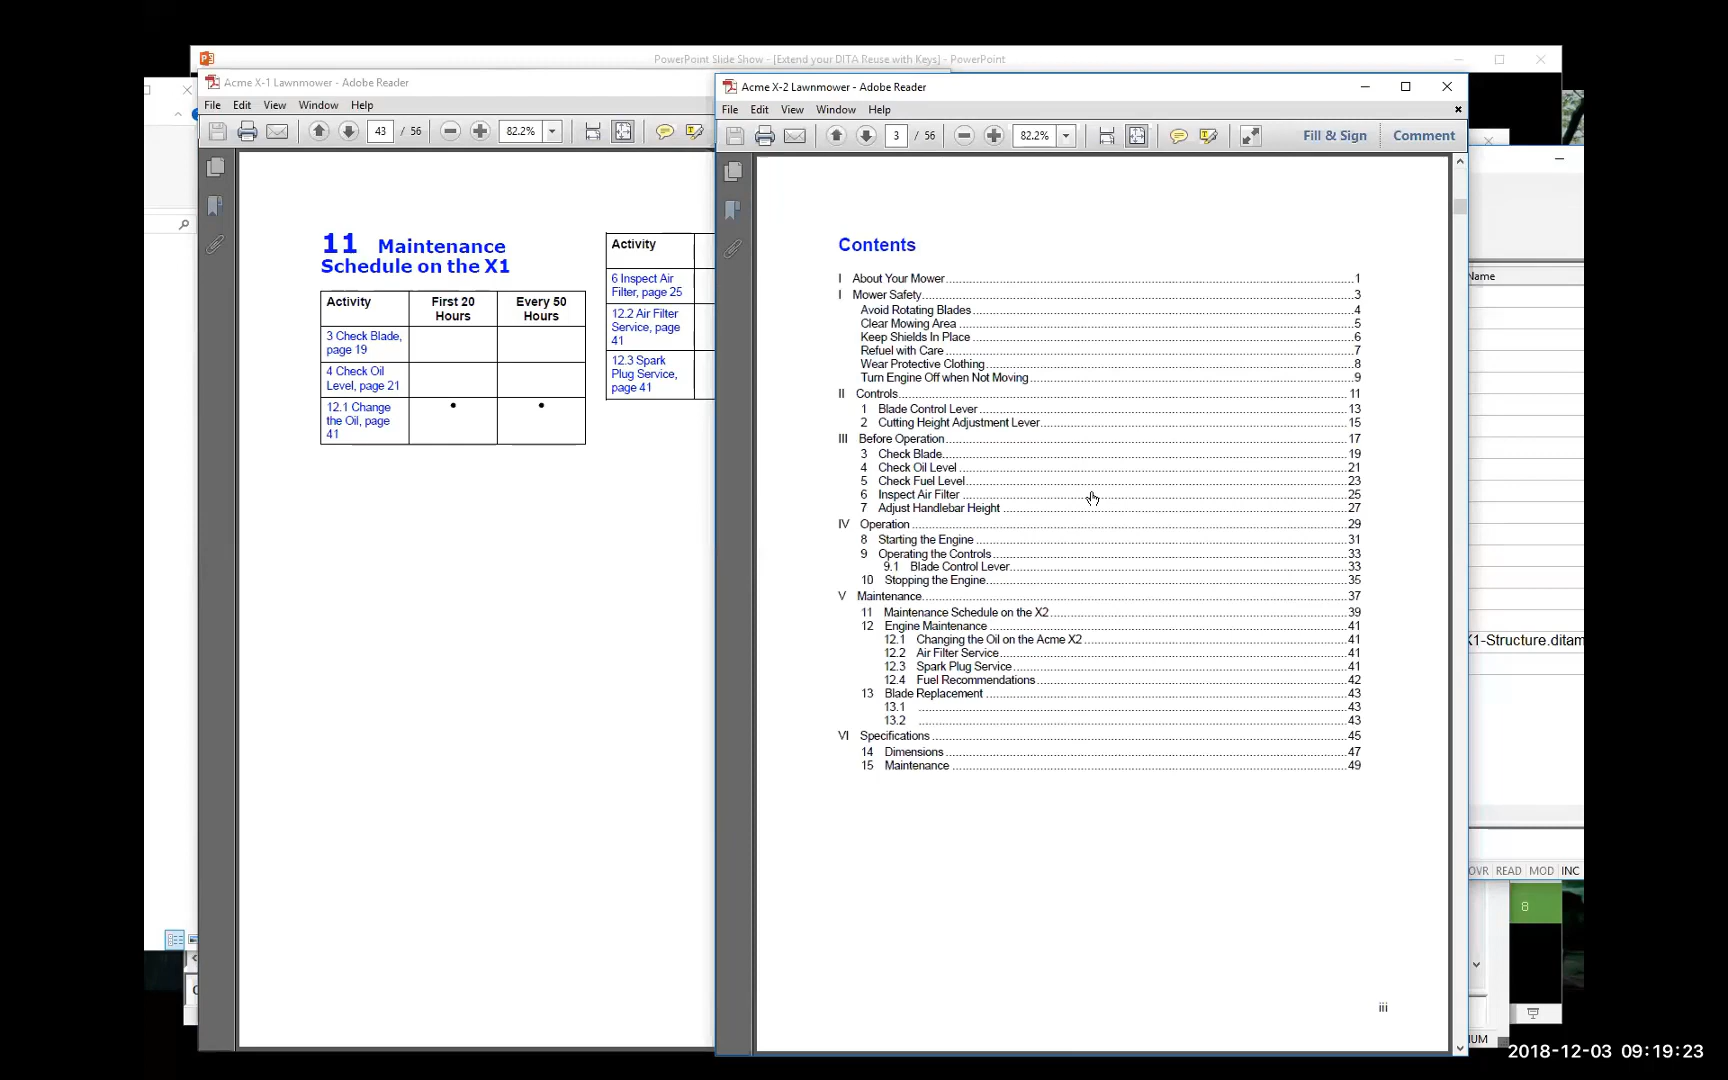 PowerPoint Slide Show - [Extend your DITA Reuse with Keys] - PowerPoint
Acme X-1 Lawnmower - Adobe Reader
File Edit View Window Help
43 / 56 82.2%
11 Maintenance
Schedule on the X1
Activity First 20 Hours Every 50 Hours
3 Check Blade,
page 19
4 Check Oil
Level, page 21
12.1 Change
the Oil, page
41
Activity
6 Inspect Air
Filter, page 25
12.2 Air Filter
Service, page
41
12.3 Spark
Plug Service,
page 41
Acme X-2 Lawnmower - Adobe Reader
File Edit View Window Help
3 / 56 82.2% Fill & Sign Comment
Contents
I About Your Mower 1
I Mower Safety 3
Avoid Rotating Blades 4
Clear Mowing Area 5
Keep Shields In Place 6
Refuel with Care 7
Wear Protective Clothing 8
Turn Engine Off when Not Moving 9
II Controls 11
1 Blade Control Lever 13
2 Cutting Height Adjustment Lever 15
III Before Operation 17
3 Check Blade 19
4 Check Oil Level 21
5 Check Fuel Level 23
6 Inspect Air Filter 25
7 Adjust Handlebar Height 27
IV Operation 29
8 Starting the Engine 31
9 Operating the Controls 33
9.1 Blade Control Lever 33
10 Stopping the Engine 35
V Maintenance 37
11 Maintenance Schedule on the X2 39
12 Engine Maintenance 41
12.1 Changing the Oil on the Acme X2 41
12.2 Air Filter Service 41
12.3 Spark Plug Service 41
12.4 Fuel Recommendations 42
13 Blade Replacement 43
13.1 43
13.2 43
VI Specifications 45
14 Dimensions 47
15 Maintenance 49
iii
Name
X1-Structure.ditam
OVR READ MOD INC
8
NUM
2018-12-03 09:19:23